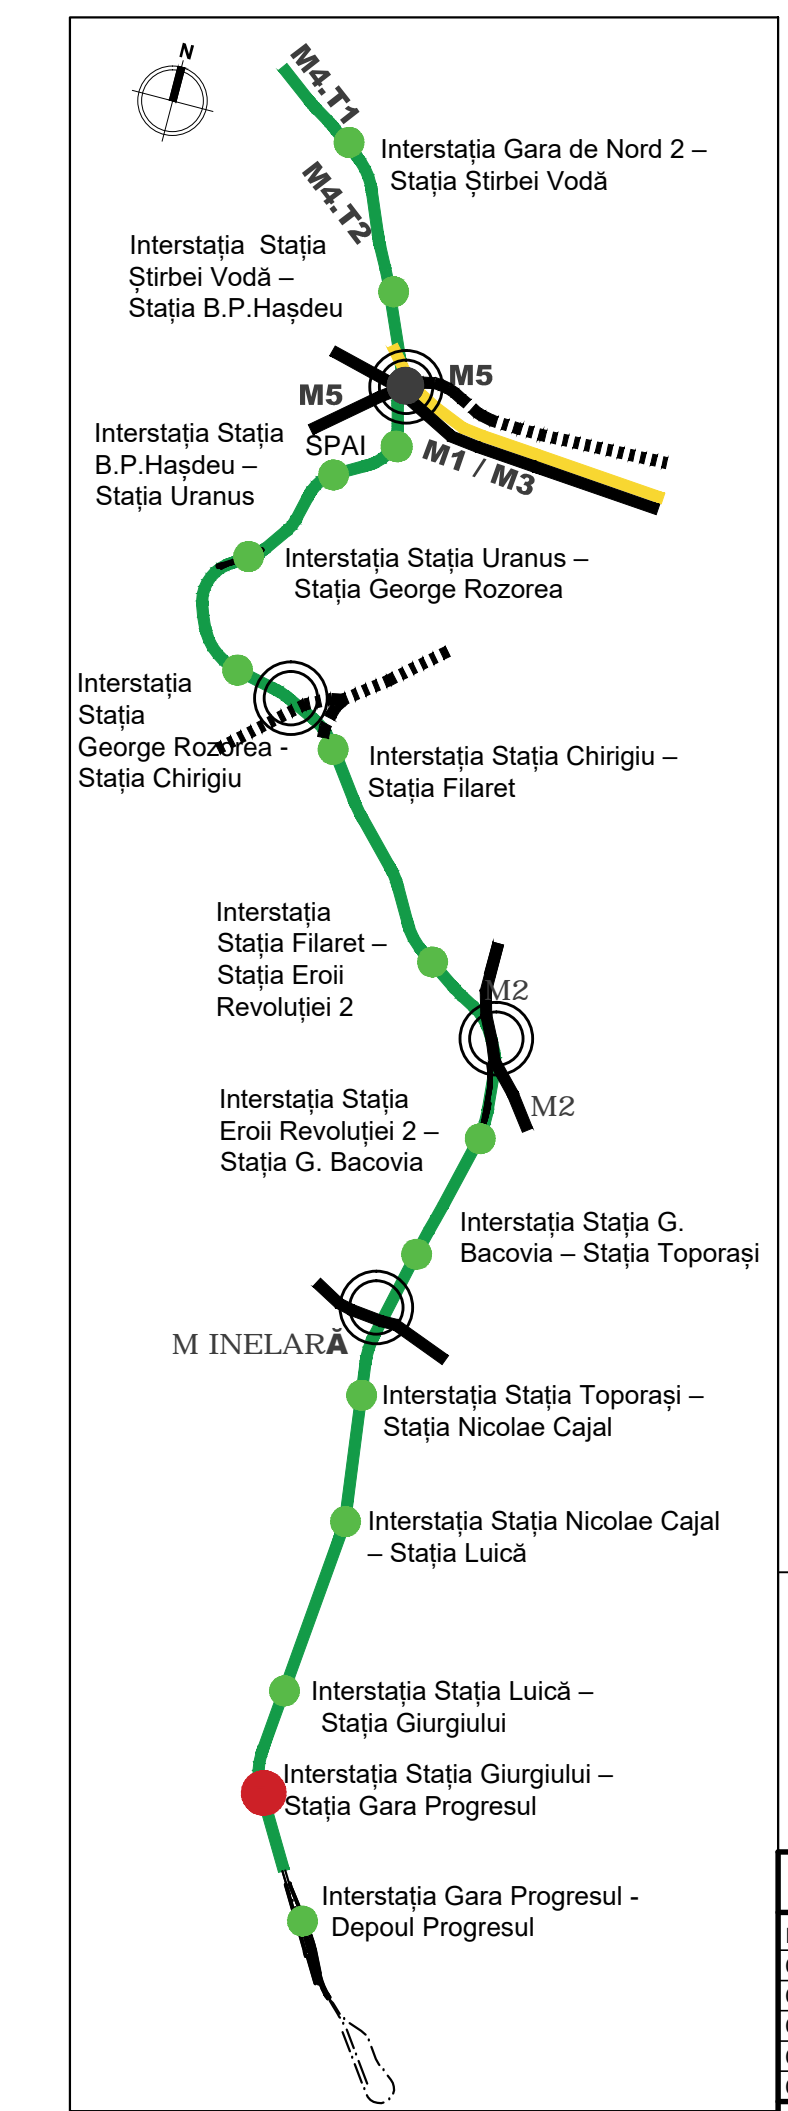 N
M4.T1
Interstația Gara de Nord 2 –
Stația Știrbei Vodă
M4.T2
Interstația Stația
Știrbei Vodă –
Stația B.P.Hașdeu
M5
M5
Interstația Stația
B.P.Hașdeu –
Stația Uranus
SPAI
M1 / M3
Interstația Stația Uranus –
Stația George Rozorea
Interstația
Stația
George Rozorea -
Stația Chirigiu
Interstația Stația Chirigiu –
Stația Filaret
Interstația
Stația Filaret –
Stația Eroii
Revoluției 2
M2
Interstația Stația
Eroii Revoluției 2 –
Stația G. Bacovia
M2
Interstația Stația G.
Bacovia – Stația Toporași
M INELARĂ
Interstația Stația Toporași –
Stația Nicolae Cajal
Interstația Stația Nicolae Cajal
– Stația Luică
Interstația Stația Luică –
Stația Giurgiului
Interstația Stația Giurgiului –
Stația Gara Progresul
Interstația Gara Progresul -
Depoul Progresul